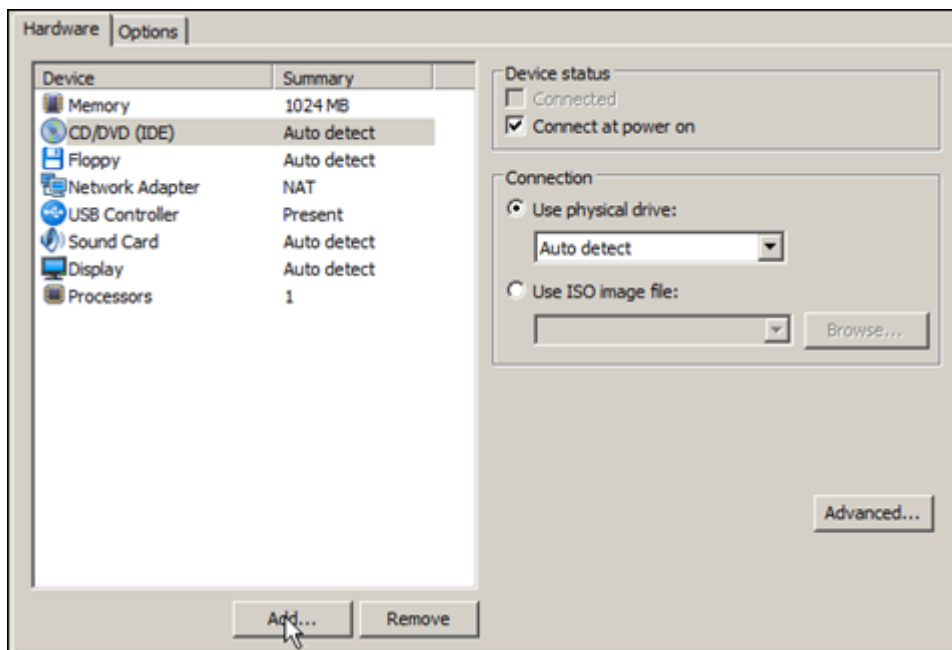 Hardware Options
Device Summary
Memory 1024 MB
CD/DVD (IDE) Auto detect
Floppy Auto detect
Network Adapter NAT
USB Controller Present
Sound Card Auto detect
Display Auto detect
Processors 1
Add... Remove
Device status
Connected
Connect at power on
Connection
Use physical drive:
Auto detect
Use ISO image file:
Browse...
Advanced...